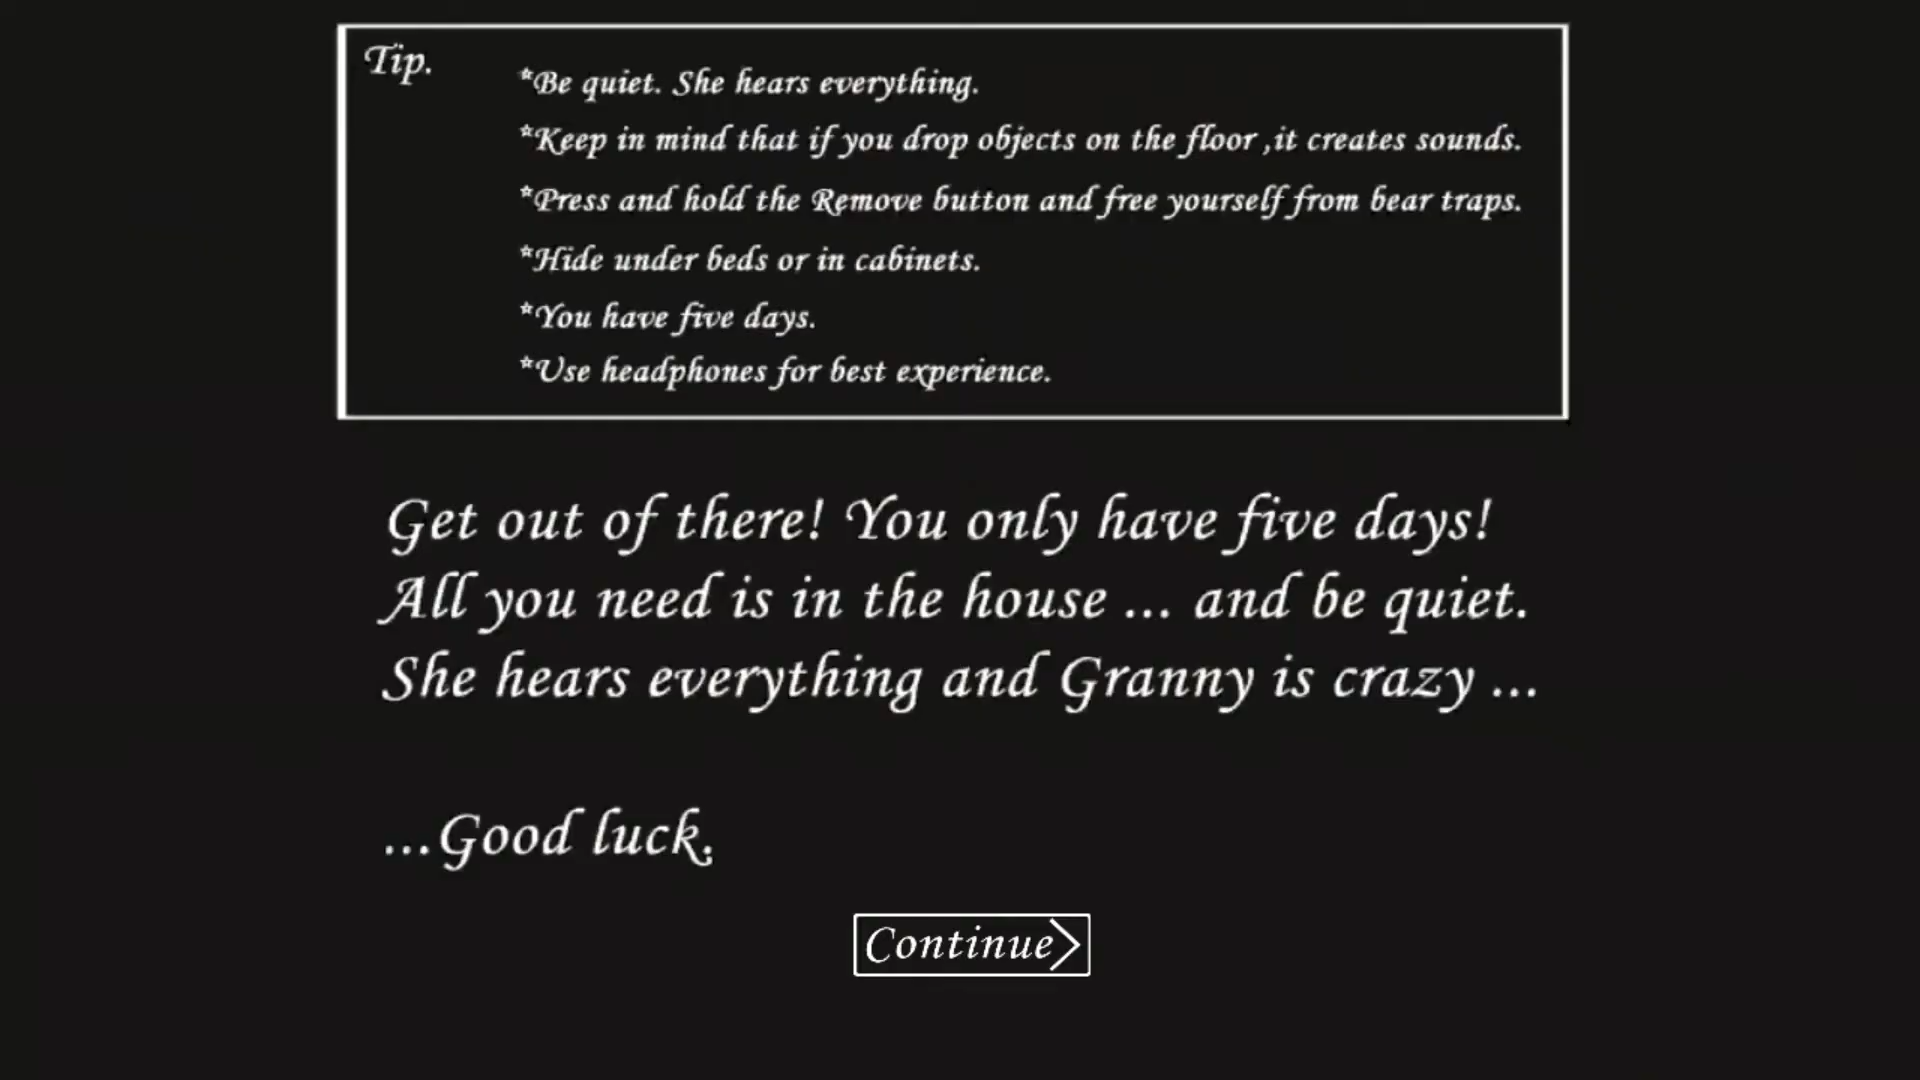 Tip.
*Be quiet. She hears everything.
*Keep in mind that if you drop objects on the floor ,it creates sounds.
*Press and hold the Remove button and free yourself from bear traps.
*Hide under beds or in cabinets.
*You have five days.
*Use headphones for best experience.
Get out of there! You only have five days!
All you need is in the house ... and be quiet.
She hears everything and Granny is crazy ...
...Good luck.
Continue